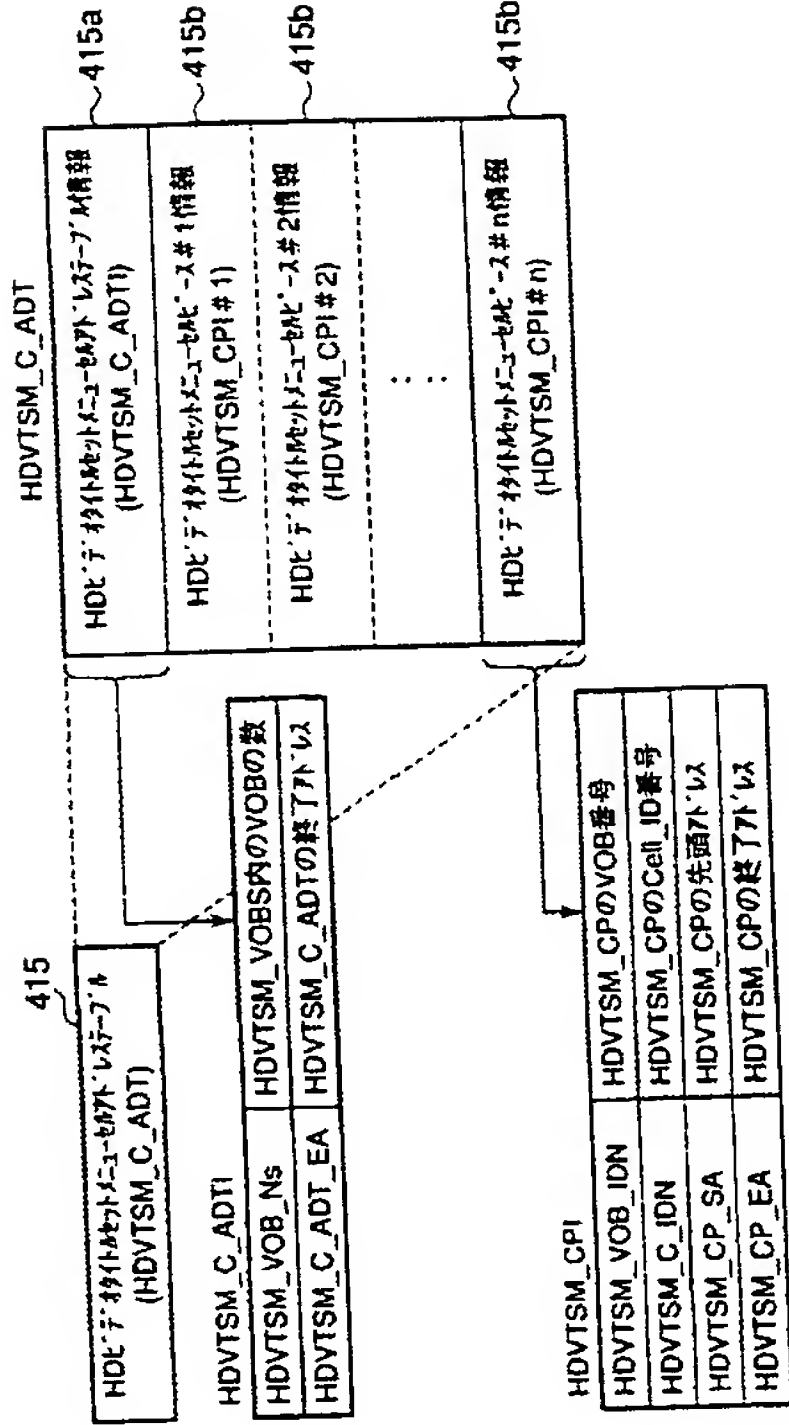 415
HDビデオタイトルセットメニューセルアドレステーブル
(HDVTSM_C_ADT)
HDVTSM_C_ADT
HDビデオタイトルセットメニューセルアドレステーブル情報
(HDVTSM_C_ADTI)
415a
HDビデオタイトルセットメニューセルピース#1情報
(HDVTSM_CPI#1)
415b
HDビデオタイトルセットメニューセルピース#2情報
(HDVTSM_CPI#2)
415b
····
HDビデオタイトルセットメニューセルピース#n情報
(HDVTSM_CPI#n)
415b
HDVTSM_C_ADTI
HDVTSM_VOB_Ns HDVTSM_VOBS内のVOBの数
HDVTSM_C_ADT_EA HDVTSM_C_ADTの終了アドレス
HDVTSM_CPI
HDVTSM_VOB_IDN HDVTSM_CPのVOB番号
HDVTSM_C_IDN HDVTSM_CPのCell_ID番号
HDVTSM_CP_SA HDVTSM_CPの先頭アドレス
HDVTSM_CP_EA HDVTSM_CPの終了アドレス